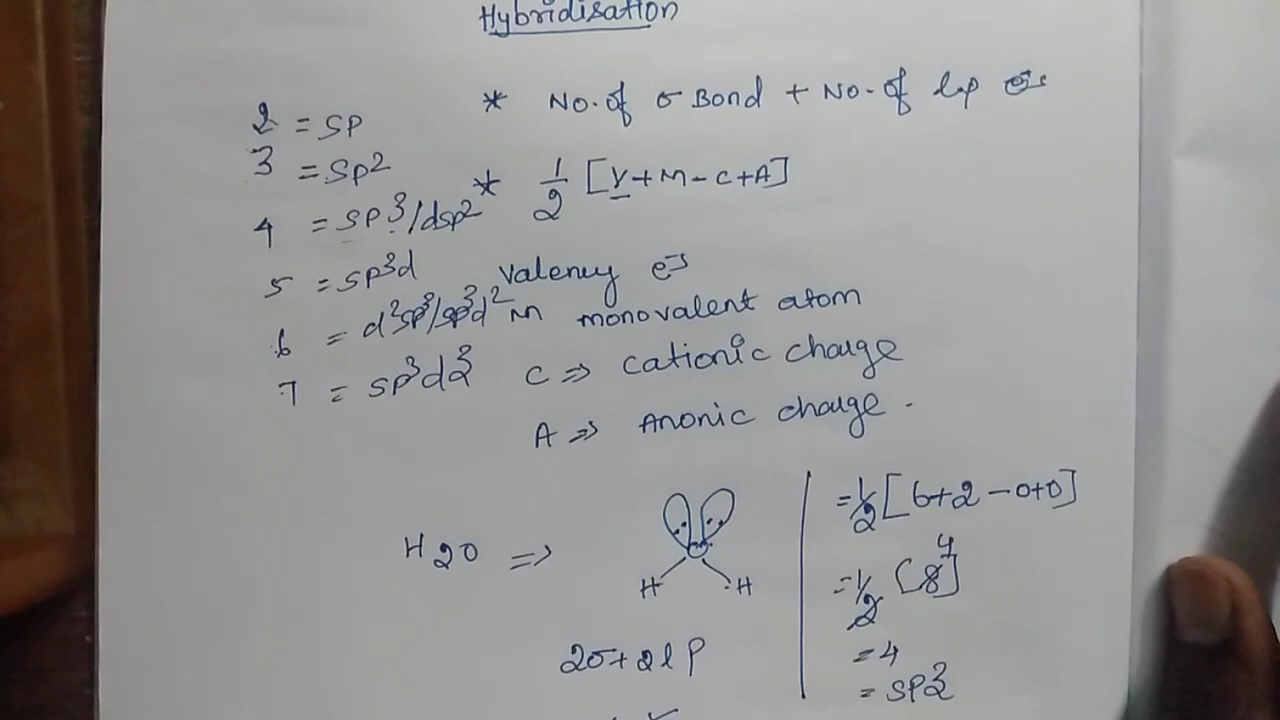 Hybridisation
* No. of σ Bond + No. of l.p e⁻s
2 = sp
3 = sp²
* 1/2 [V+M-C+A]
4 = sp³/dsp²
5 = sp³d
Valency e⁻s
6 = d²sp³/sp³d²
M monovalent atom
7 = sp³d³
C ⇒ cationic charge
A ⇒ Anonic charge.
H2O ⇒
H H
2σ+2lp
=1/2[6+2-0+0]
=1/2[8] 4
=4
=sp3